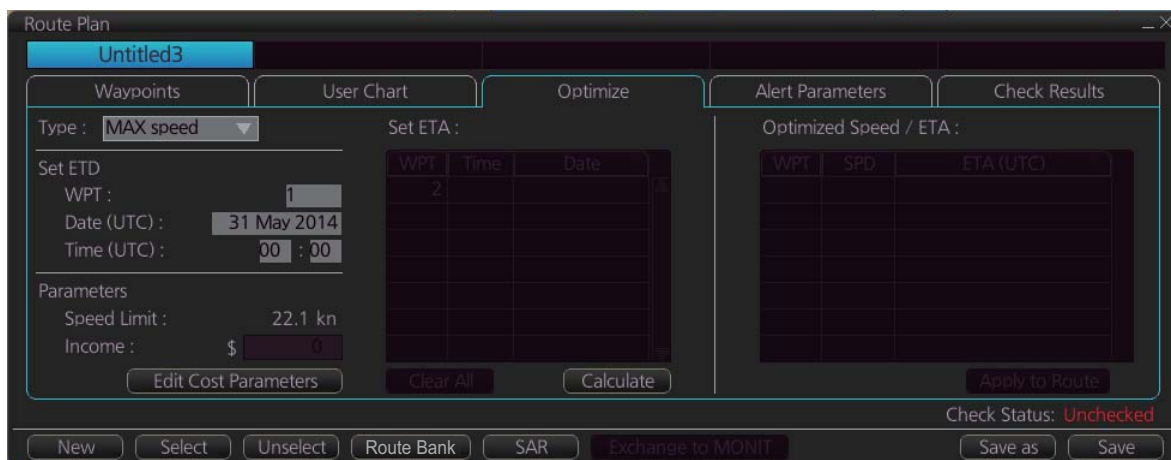 Route Plan
Untitled3
Waypoints User Chart Optimize Alert Parameters Check Results
Type : MAX speed
Set ETD
WPT : 1
Date (UTC) : 31 May 2014
Time (UTC) : 00 : 00
Parameters
Speed Limit : 22.1 kn
Income : $ 0
Edit Cost Parameters
Set ETA :
WPT Time Date
2
Clear All Calculate
Optimized Speed / ETA :
WPT SPD ETA (UTC)
Apply to Route
Check Status: Unchecked
New Select Unselect Route Bank SAR Exchange to MONIT Save as Save